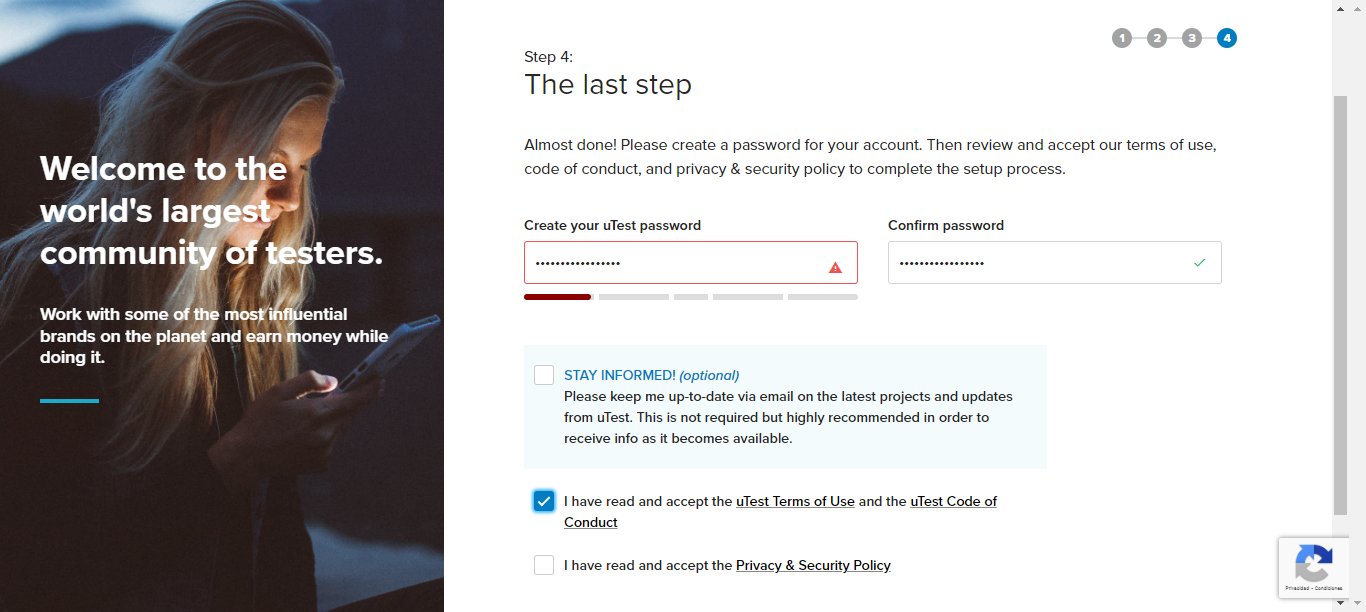 Welcome to the
world's largest
community of testers.
Work with some of the most influential
brands on the planet and earn money while
doing it.
1 2 3 4
Step 4:
The last step
Almost done! Please create a password for your account. Then review and accept our terms of use,
code of conduct, and privacy & security policy to complete the setup process.
Create your uTest password
Confirm password
•••••••••••••••••
•••••••••••••••••
STAY INFORMED! (optional)
Please keep me up-to-date via email on the latest projects and updates
from uTest. This is not required but highly recommended in order to
receive info as it becomes available.
I have read and accept the uTest Terms of Use and the uTest Code of
Conduct
I have read and accept the Privacy & Security Policy
Privacidad - Condiciones